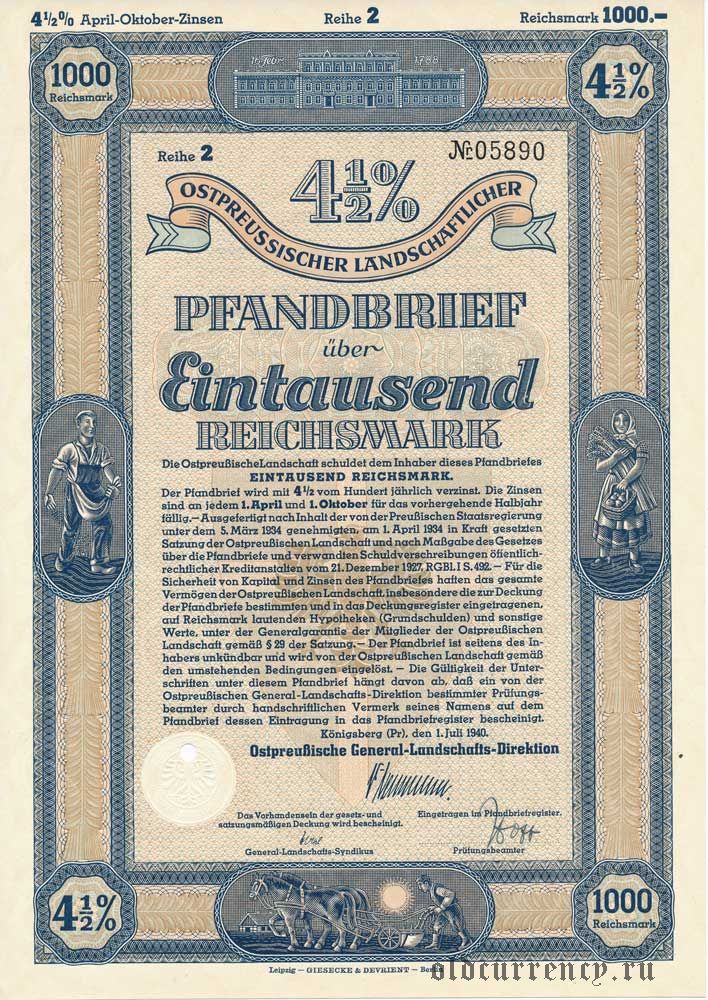 4½% April-Oktober-Zinsen Reihe 2 Reichsmark 1000.—
1000 Reichsmark
16. Febr. 1788
4½%
Reihe 2 № 05890
4½%
OSTPREUSSISCHER LANDSCHAFTLICHER
PFANDBRIEF
über
Eintausend
REICHSMARK
Die Ostpreußische Landschaft schuldet dem Inhaber dieses Pfandbriefes
EINTAUSEND REICHSMARK.
Der Pfandbrief wird mit 4½ vom Hundert jährlich verzinst. Die Zinsen
sind an jedem 1. April und 1. Oktober für das vorhergehende Halbjahr
fällig.—Ausgefertigt nach Inhalt der von der Preußischen Staatsregierung
unter dem 5. März 1934 genehmigten, am 1. April 1934 in Kraft gesetzten
Satzung der Ostpreußischen Landschaft und nach Maßgabe des Gesetzes
über die Pfandbriefe und verwandten Schuldverschreibungen öffentlich-
rechtlicher Kreditanstalten vom 21. Dezember 1927, RGBl. I S. 492. — Für die
Sicherheit von Kapital und Zinsen des Pfandbriefes haften das gesamte
Vermögen der Ostpreußischen Landschaft, insbesondere die zur Deckung
der Pfandbriefe bestimmten und in das Deckungsregister eingetragenen,
auf Reichsmark lautenden Hypotheken (Grundschulden) und sonstige
Werte, unter der Generalgarantie der Mitglieder der Ostpreußischen
Landschaft gemäß § 29 der Satzung. — Der Pfandbrief ist seitens des In-
habers unkündbar und wird von der Ostpreußischen Landschaft gemäß
den umstehenden Bedingungen eingelöst. — Die Gültigkeit der Unter-
schriften unter diesem Pfandbrief hängt davon ab, daß ein von der
Ostpreußischen General-Landschafts-Direktion bestimmter Prüfungs-
beamter durch handschriftlichen Vermerk seines Namens auf dem
Pfandbrief dessen Eintragung in das Pfandbriefregister bescheinigt.
Königsberg (Pr), den 1. Juli 1940.
Ostpreußische General-Landschafts-Direktion
Das Vorhandensein der gesetz- und
satzungsmäßigen Deckung wird bescheinigt.
General-Landschafts-Syndikus
Eingetragen im Pfandbriefregister.
Prüfungsbeamter
4½%
1000 Reichsmark
Leipzig — GIESECKE & DEVRIENT — Berlin
oldcurrency.ru